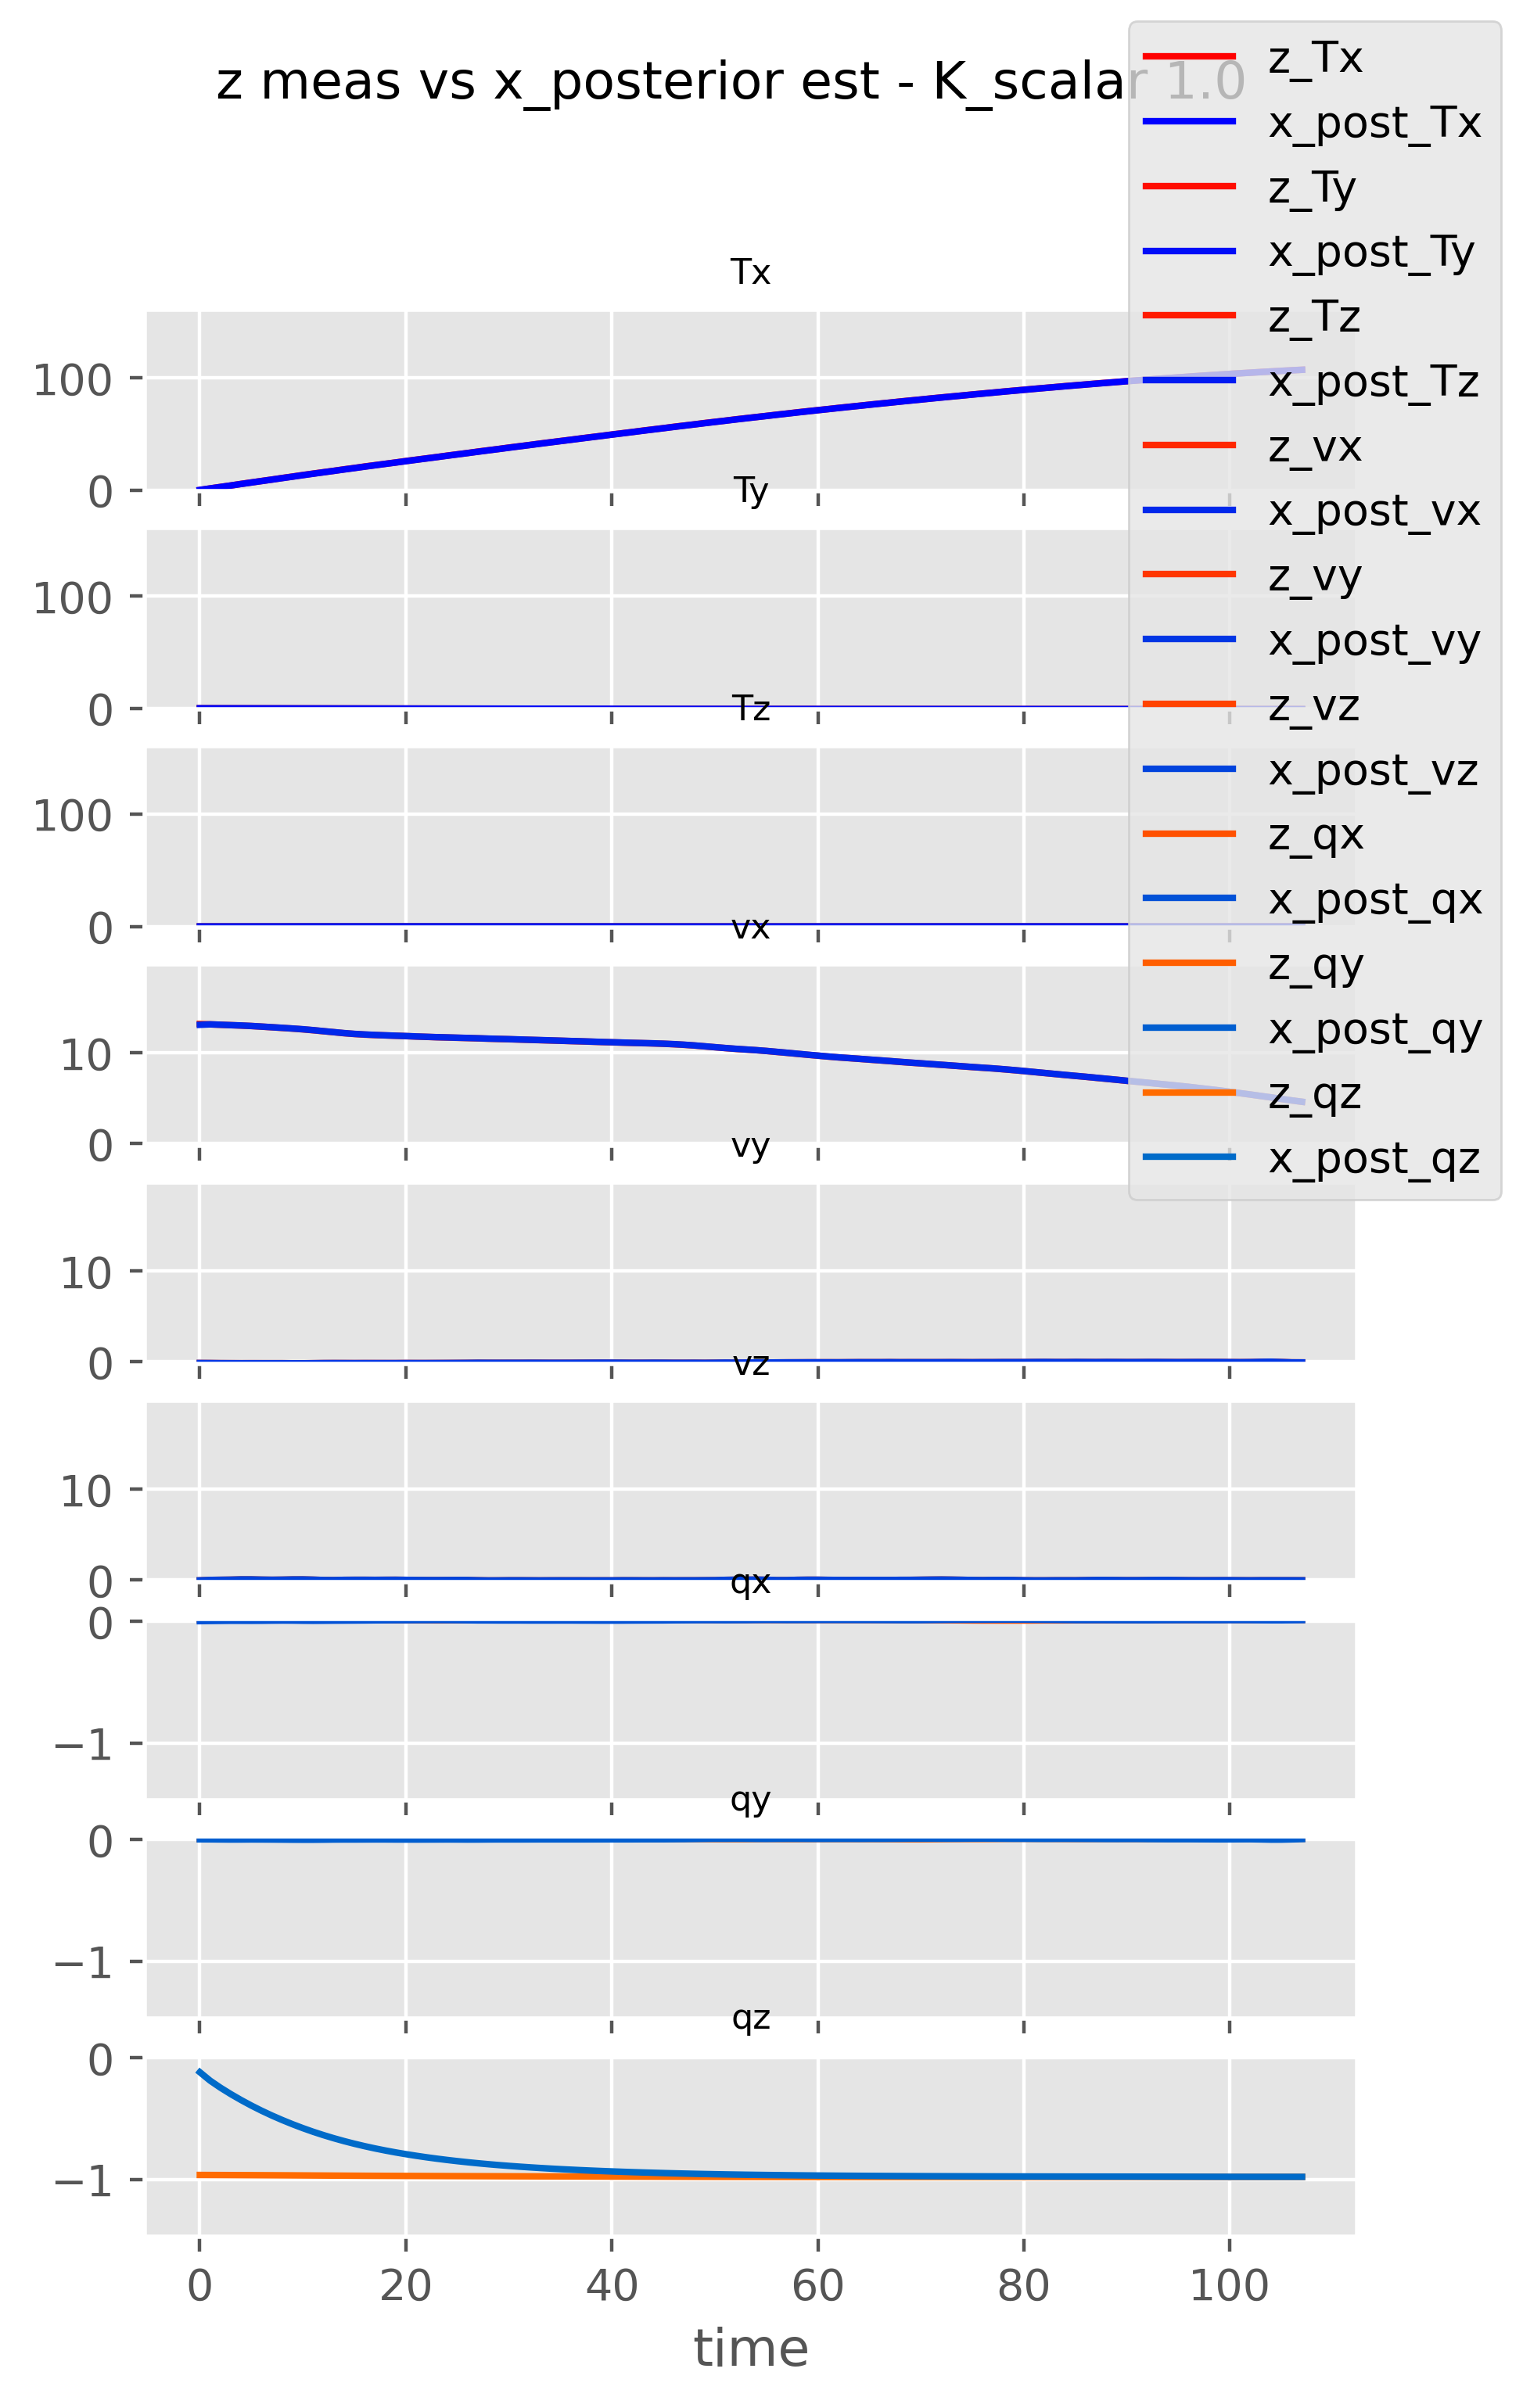 z meas vs x_posterior est - K_scalar 1.0
z_Tx
x_post_Tx
z_Ty
x_post_Ty
z_Tz
x_post_Tz
z_vx
x_post_vx
z_vy
x_post_vy
z_vz
x_post_vz
z_qx
x_post_qx
z_qy
x_post_qy
z_qz
x_post_qz
Tx
100
0
Ty
100
0
Tz
100
0
vx
10
0
vy
10
0
vz
10
0
qx
0
−1
qy
0
−1
qz
0
−1
0 20 40 60 80 100
time